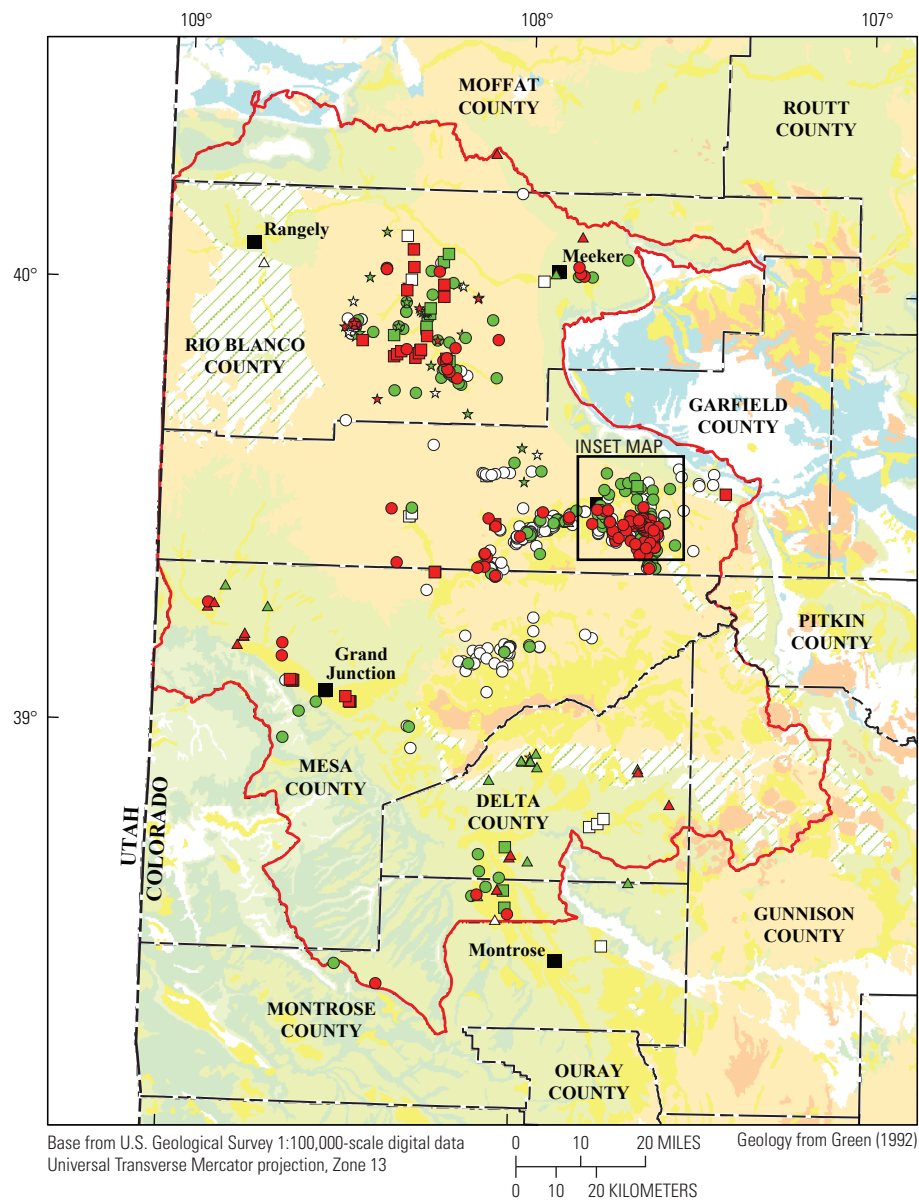 109°
108°
107°
MOFFAT
COUNTY
ROUTT
COUNTY
Rangely
Meeker
40°
RIO BLANCO
COUNTY
GARFIELD
COUNTY
INSET MAP
PITKIN
COUNTY
Grand
Junction
39°
MESA
COUNTY
DELTA
COUNTY
UTAH
COLORADO
GUNNISON
COUNTY
Montrose
MONTROSE
COUNTY
OURAY
COUNTY
Base from U.S. Geological Survey 1:100,000-scale digital data
Universal Transverse Mercator projection, Zone 13
0 10 20 MILES
0 10 20 KILOMETERS
Geology from Green (1992)